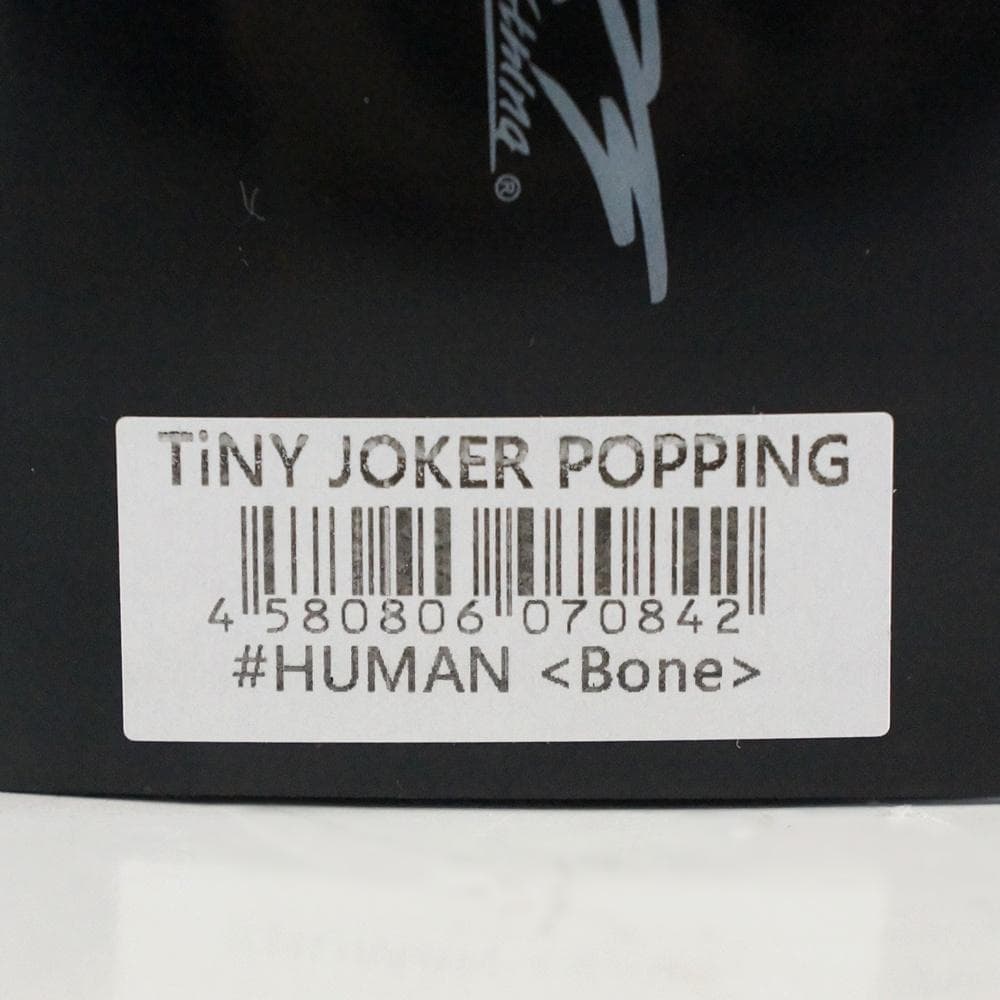 TiNY JOKER POPPING
4 580806 070842
#HUMAN <Bone>
®